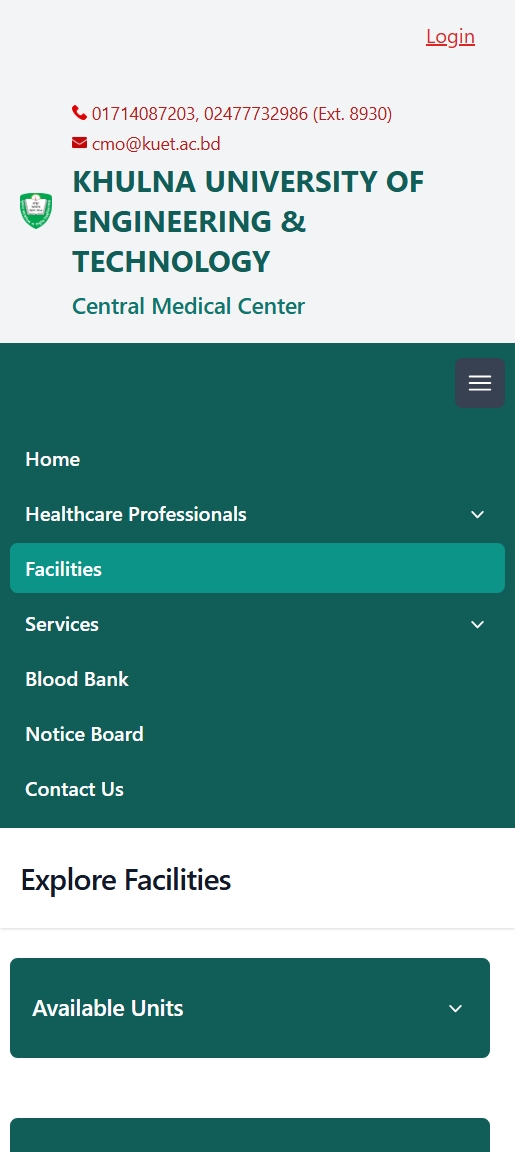 Login
01714087203, 02477732986 (Ext. 8930)
cmo@kuet.ac.bd
KHULNA UNIVERSITY OF
ENGINEERING &
TECHNOLOGY
Central Medical Center
Home
Healthcare Professionals
Facilities
Services
Blood Bank
Notice Board
Contact Us
Explore Facilities
Available Units